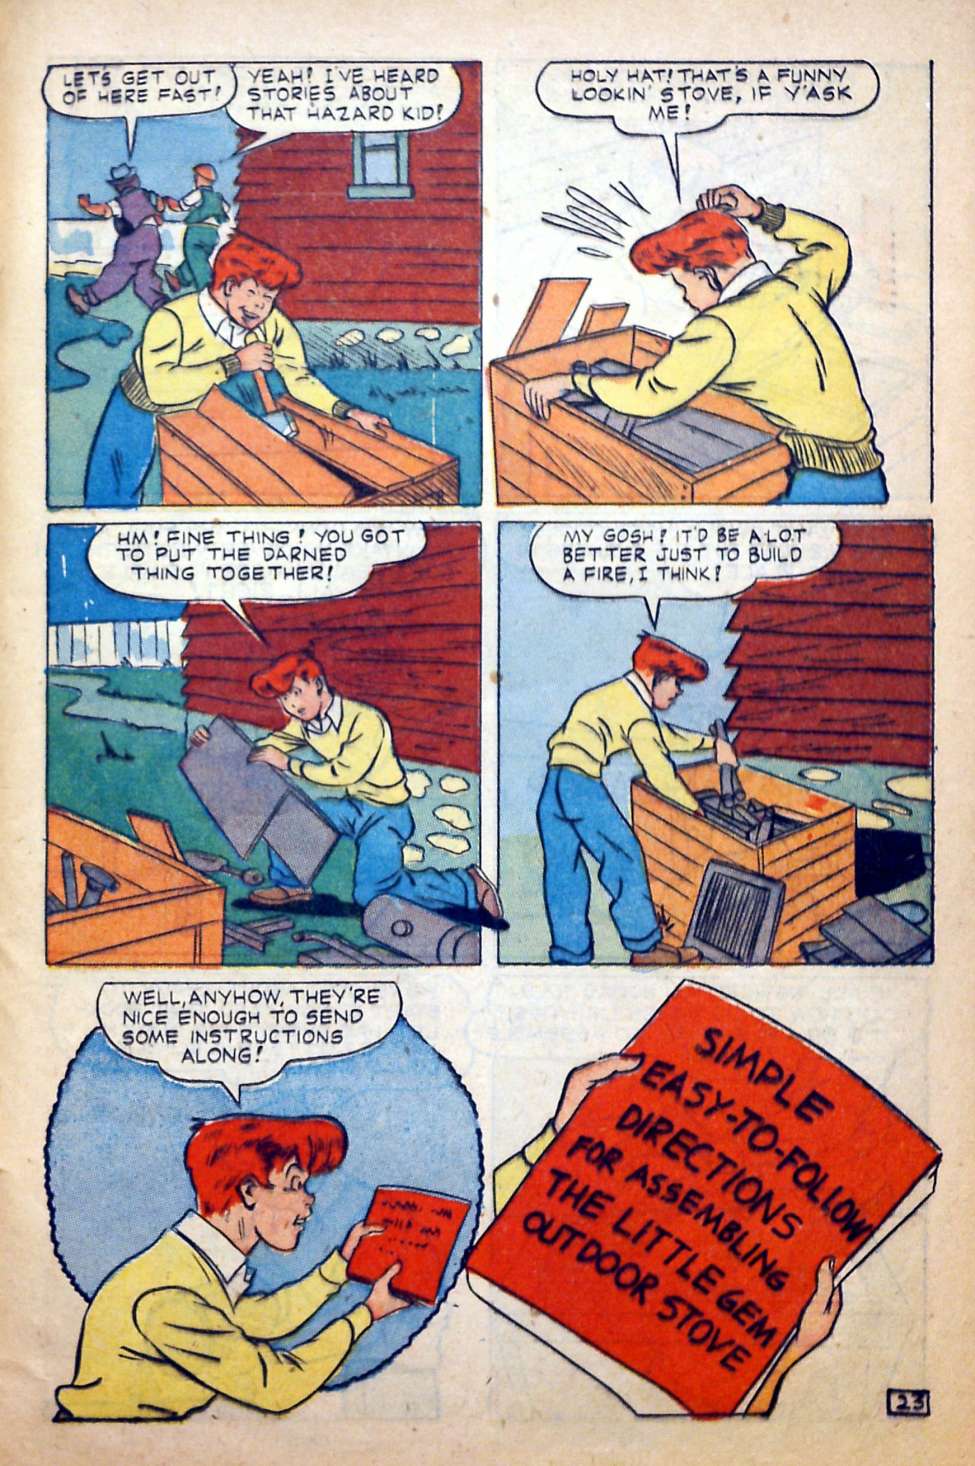 LET'S GET OUT
OF HERE FAST!
YEAH! I'VE HEARD
STORIES ABOUT
THAT HAZARD KID!
HOLY HAT! THAT'S A FUNNY
LOOKIN' STOVE, IF Y'ASK
ME!
HM! FINE THING! YOU GOT
TO PUT THE DARNED
THING TOGETHER!
MY GOSH! IT'D BE A-LOT
BETTER JUST TO BUILD
A FIRE, I THINK!
WELL, ANYHOW, THEY'RE
NICE ENOUGH TO SEND
SOME INSTRUCTIONS
ALONG!
SIMPLE
EASY-TO-FOLLOW
DIRECTIONS
FOR ASSEMBLING
THE LITTLE GEM
OUTDOOR STOVE
23